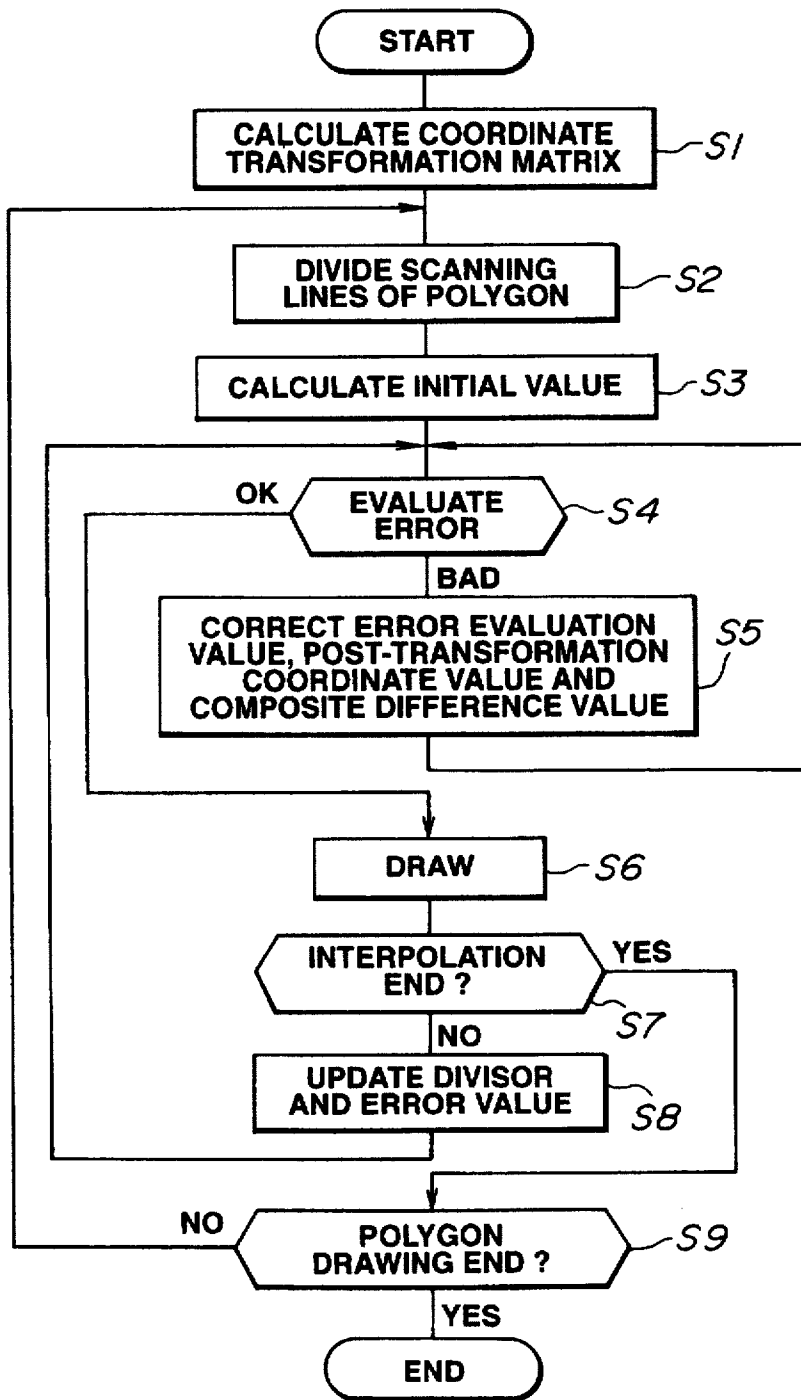 START
CALCULATE COORDINATE
TRANSFORMATION MATRIX
S1
DIVIDE SCANNING
LINES OF POLYGON
S2
CALCULATE INITIAL VALUE
S3
OK
EVALUATE
ERROR
S4
BAD
CORRECT ERROR EVALUATION
VALUE, POST-TRANSFORMATION
COORDINATE VALUE AND
COMPOSITE DIFFERENCE VALUE
S5
DRAW
S6
INTERPOLATION
END ?
YES
S7
NO
UPDATE DIVISOR
AND ERROR VALUE
S8
NO
POLYGON
DRAWING END ?
S9
YES
END